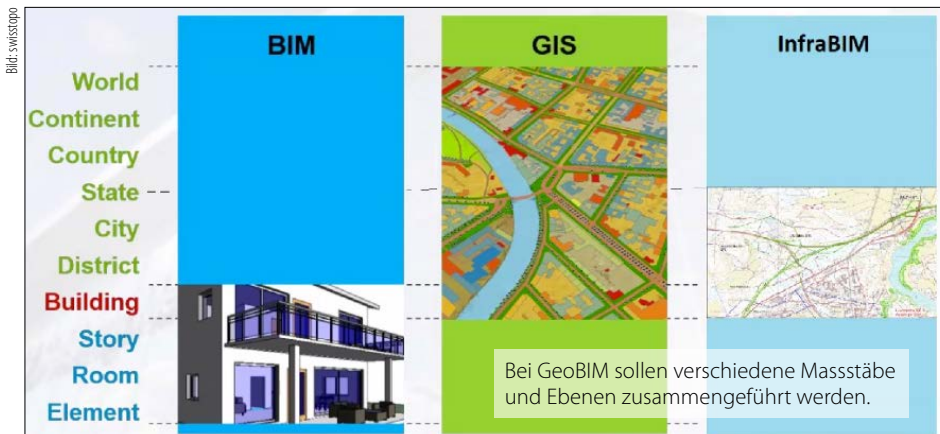 Bild: swisstopo
BIM
GIS
InfraBIM
World
Continent
Country
State
City
District
Building
Story
Room
Element
Bei GeoBIM sollen verschiedene Massstäbe
und Ebenen zusammengeführt werden.